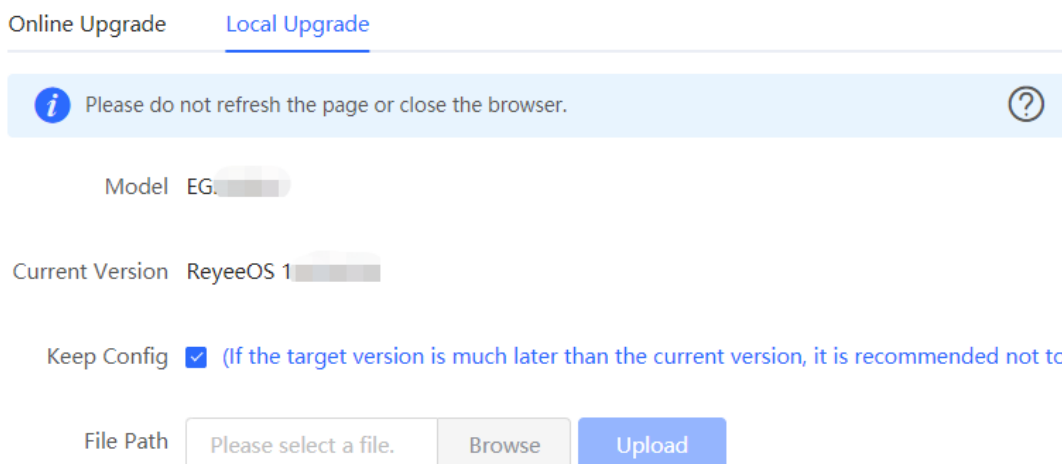 Online Upgrade Local Upgrade
Please do not refresh the page or close the browser.
Model EG
Current Version ReyeeOS 1
Keep Config (If the target version is much later than the current version, it is recommended not to
File Path Please select a file. Browse Upload